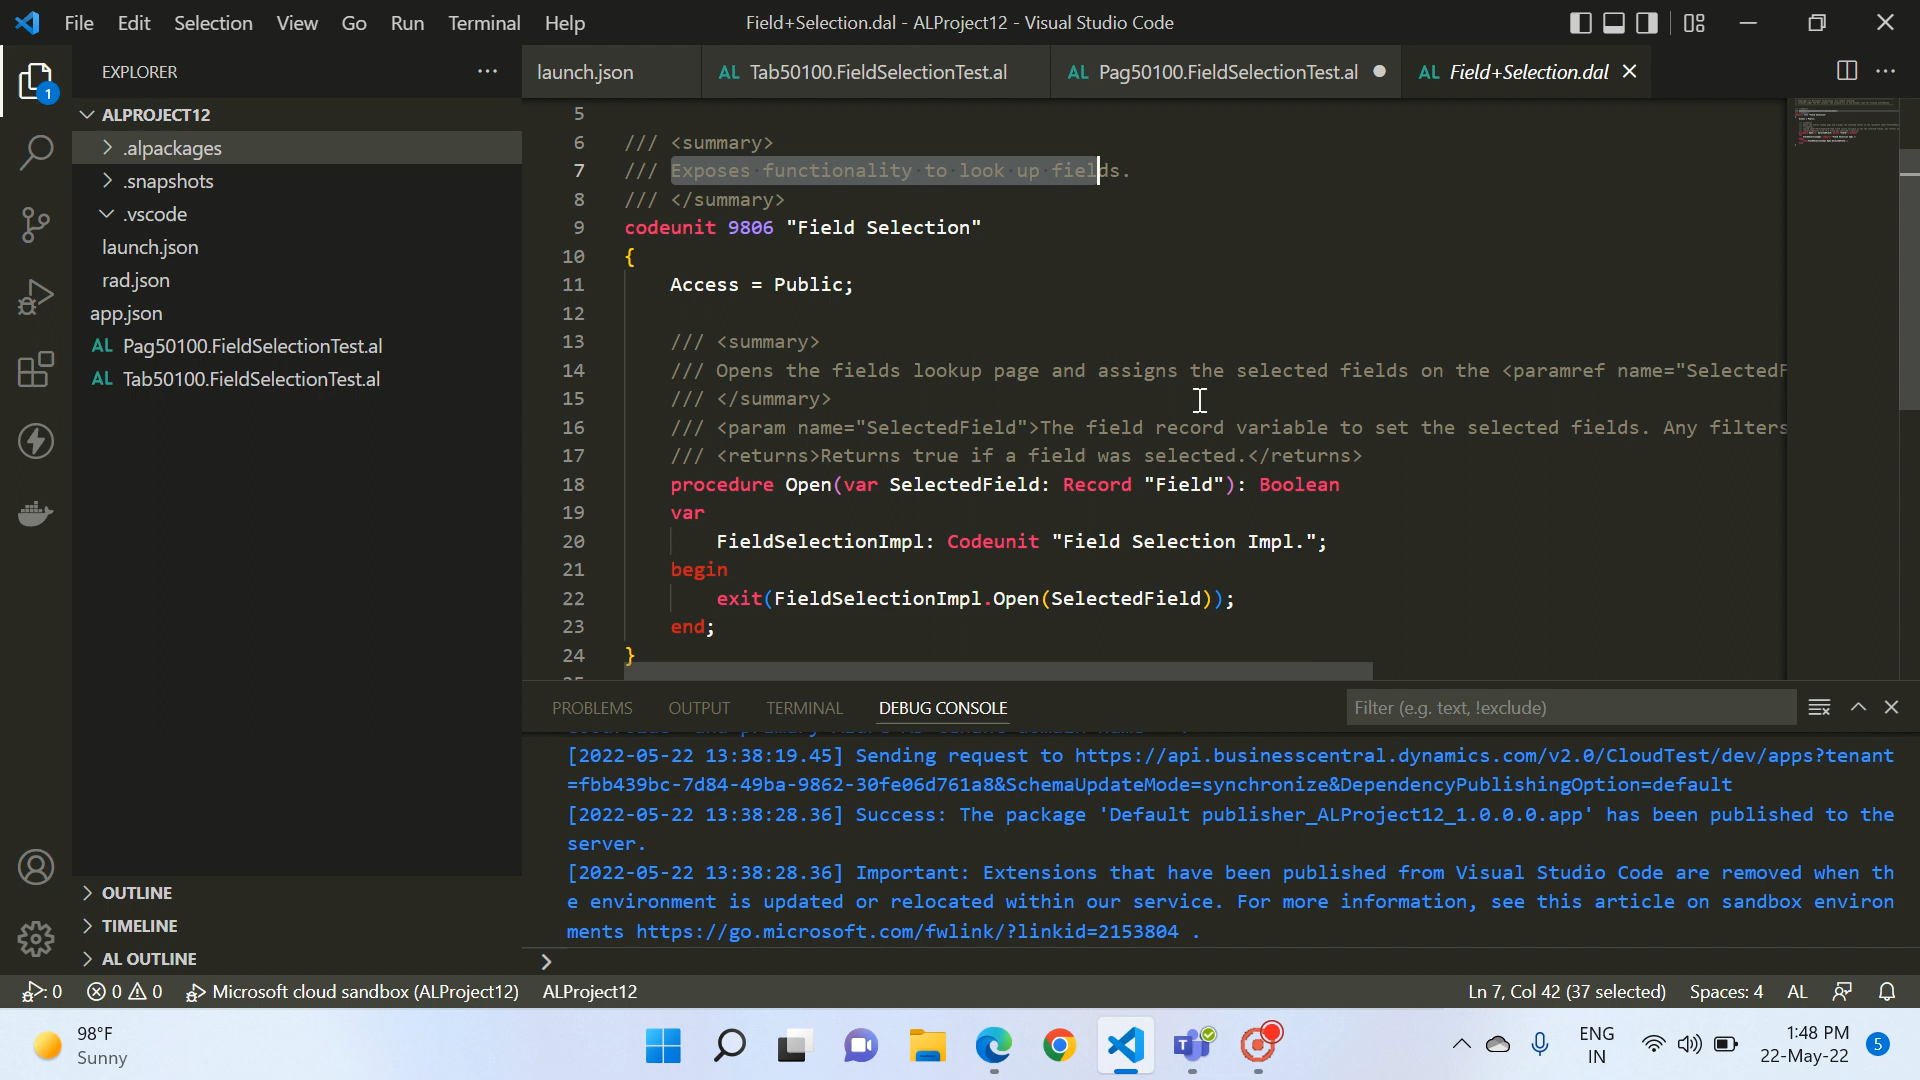 File Edit Selection View Go Run Terminal Help
Field+Selection.dal - ALProject12 - Visual Studio Code
EXPLORER
launch.json
AL Tab50100.FieldSelectionTest.al
AL Pag50100.FieldSelectionTest.al
AL Field+Selection.dal
1
ALPROJECT12
.alpackages
.snapshots
.vscode
launch.json
rad.json
app.json
AL Pag50100.FieldSelectionTest.al
AL Tab50100.FieldSelectionTest.al
OUTLINE
TIMELINE
AL OUTLINE
5
6 /// <summary>
7 /// Exposes functionality to look up fields.
8 /// </summary>
9 codeunit 9806 "Field Selection"
10 {
11 Access = Public;
12
13 /// <summary>
14 /// Opens the fields lookup page and assigns the selected fields on the <paramref name="SelectedF
15 /// </summary>
16 /// <param name="SelectedField">The field record variable to set the selected fields. Any filters
17 /// <returns>Returns true if a field was selected.</returns>
18 procedure Open(var SelectedField: Record "Field"): Boolean
19 var
20 FieldSelectionImpl: Codeunit "Field Selection Impl.";
21 begin
22 exit(FieldSelectionImpl.Open(SelectedField));
23 end;
24 }
PROBLEMS OUTPUT TERMINAL DEBUG CONSOLE
Filter (e.g. text, !exclude)
[2022-05-22 13:38:19.45] Sending request to https://api.businesscentral.dynamics.com/v2.0/CloudTest/dev/apps?tenant
=fbb439bc-7d84-49ba-9862-30fe06d761a8&SchemaUpdateMode=synchronize&DependencyPublishingOption=default
[2022-05-22 13:38:28.36] Success: The package 'Default publisher_ALProject12_1.0.0.0.app' has been published to the
server.
[2022-05-22 13:38:28.36] Important: Extensions that have been published from Visual Studio Code are removed when th
e environment is updated or relocated within our service. For more information, see this article on sandbox environ
ments https://go.microsoft.com/fwlink/?linkid=2153804 .
0 0 0 Microsoft cloud sandbox (ALProject12) ALProject12
Ln 7, Col 42 (37 selected) Spaces: 4 AL
98°F
Sunny
ENG
IN
1:48 PM
22-May-22
5